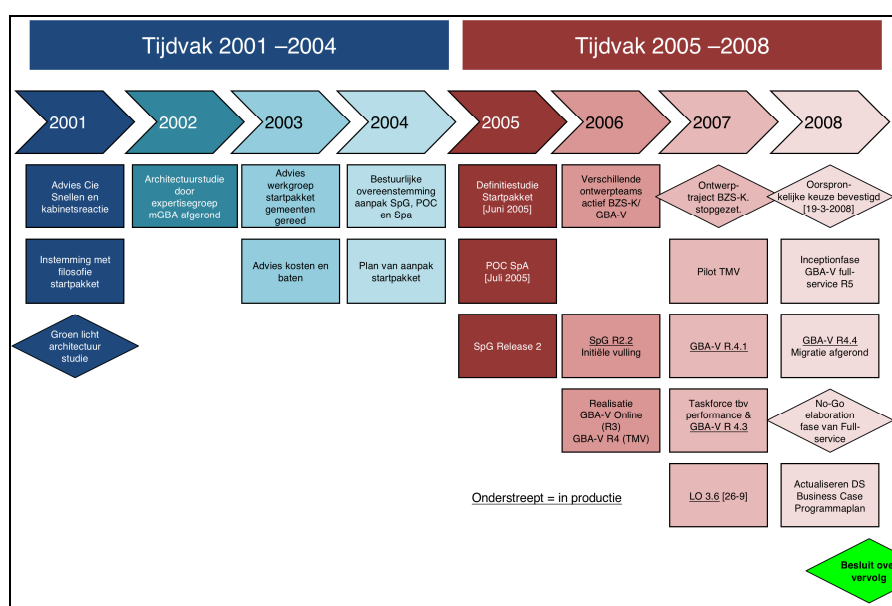 Tijdvak 2001 –2004
Tijdvak 2005 –2008
2001
2002
2003
2004
2005
2006
2007
2008
Advies Cie
Snellen en
kabinetsreactie
Architectuurstudie
door
expertisegroep
mGBA afgerond
Advies
werkgroep
startpakket
gemeenten
gereed
Bestuurlijke
overeenstemming
aanpak SpG, POC
en Spa
Definitiestudie
Startpakket
[Juni 2005]
Verschillende
ontwerpteams
actief BZS-K/
GBA-V
Ontwerp-
traject BZS-K.
stopgezet.
Oorspron-
kelijke keuze bevestigd
[19-3-2008]
Instemming met
filosofie
startpakket
Advies kosten en
baten
Plan van aanpak
startpakket
POC SpA
[Juli 2005]
Pilot TMV
Inceptionfase
GBA-V full-
service R5
Groen licht
architectuur
studie
SpG Release 2
SpG R2.2
Initiële vulling
GBA-V R.4.1
GBA-V R4.4
Migratie afgerond
Realisatie
GBA-V Online
(R3)
GBA-V R4 (TMV)
Taskforce tbv
performance &
GBA-V R 4.3
No-Go
elaboration
fase van Full-
service
Onderstreept = in productie
LO 3.6 [26-9]
Actualiseren DS
Business Case
Programmaplan
Besluit ove
vervolg